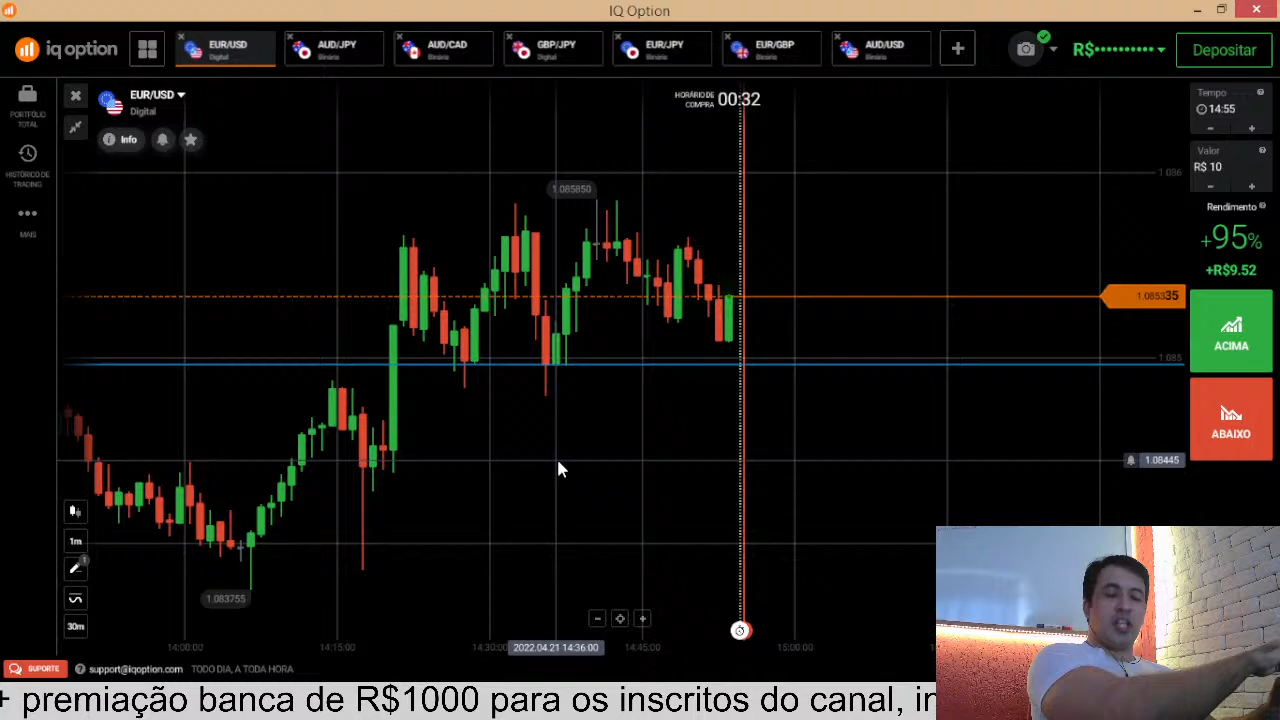 IQ Option
iq option
EUR/USD
Digital
AUD/JPY
Binária
AUD/CAD
Binária
GBP/JPY
Digital
EUR/JPY
Binária
EUR/GBP
Binária
AUD/USD
Binária
R$••••••••••
Depositar
PORTFÓLIO
TOTAL
HISTÓRICO DE
TRADING
MAIS
EUR/USD
Digital
Info
HORÁRIO DE
COMPRA
00:32
1.085850
1.083755
1.086
1.085335
1.085
1.08445
Tempo
14:55
Valor
R$ 10
Rendimento
+95%
+R$9.52
ACIMA
ABAIXO
1m
1
30m
14:00:00
14:15:00
14:30:00
2022.04.21 14:36:00
14:45:00
15:00:00
SUPORTE
support@iqoption.com
TODO DIA, A TODA HORA
+ premiação banca de R$1000 para os inscritos do canal, in